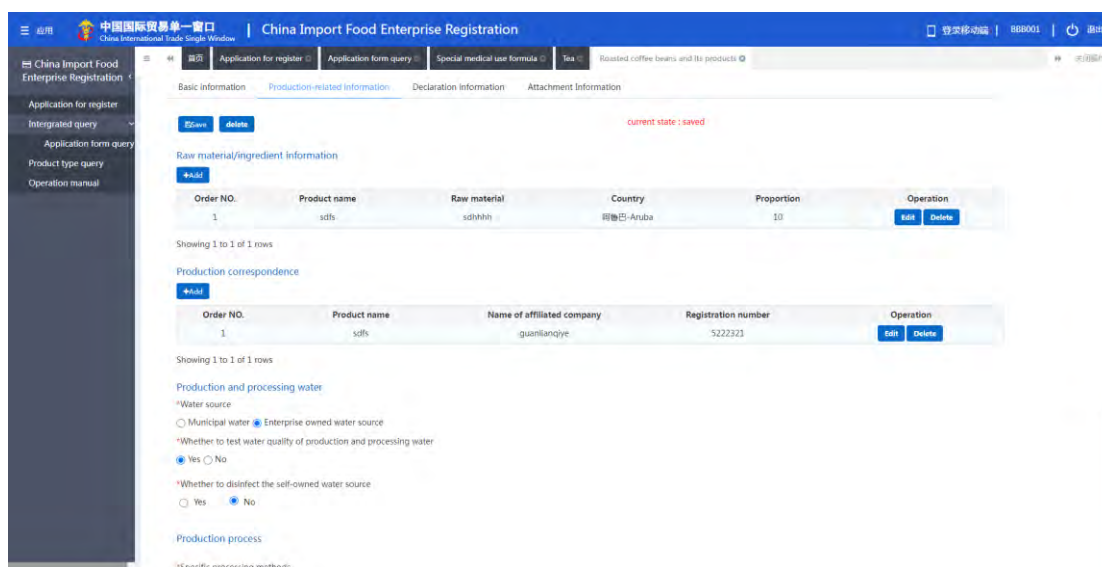 应用
中国国际贸易单一窗口
China International Trade Single Window
China Import Food Enterprise Registration
登录移动端 | BBB001 | 退出
China Import Food
Enterprise Registration
Application for register
Intergrated query
Application form query
Product type query
Operation manual
首页 Application for register Application form query Special medical use formula Tea Roasted coffee beans and its products
Basic information Production-related information Declaration information Attachment Information
Save delete current state : saved
Raw material/ingredient information
+Add
Order NO. Product name Raw material Country Proportion Operation
1 sdfs sdhhhh 阿鲁巴-Aruba 10 Edit Delete
Showing 1 to 1 of 1 rows
Production correspondence
+Add
Order NO. Product name Name of affiliated company Registration number Operation
1 sdfs guanlianqiye 5222321 Edit Delete
Showing 1 to 1 of 1 rows
Production and processing water
*Water source
Municipal water Enterprise owned water source
*Whether to test water quality of production and processing water
Yes No
*Whether to disinfect the self-owned water source
Yes No
Production process
*Specific processing methods